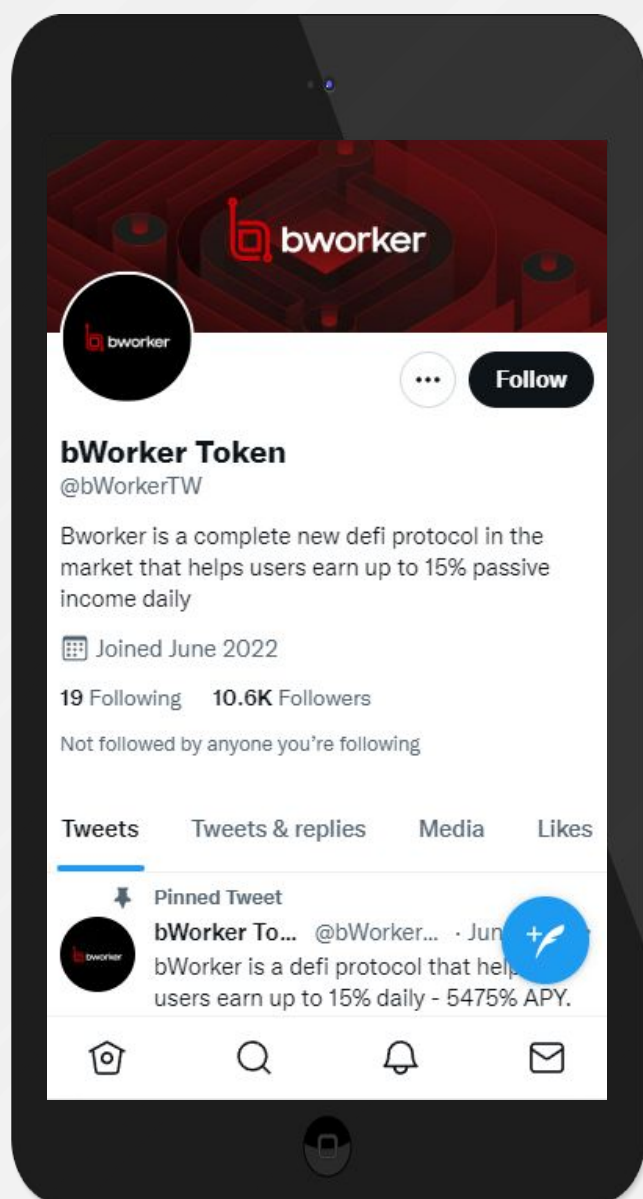 bworker
bworker
Follow
bWorker Token
@bWorkerTW
Bworker is a complete new defi protocol in the
market that helps users earn up to 15% passive
income daily
Joined June 2022
19 Following 10.6K Followers
Not followed by anyone you're following
Tweets Tweets & replies Media Likes
Pinned Tweet
bWorker To... @bWorker... · Jun
bworker
bWorker is a defi protocol that help
users earn up to 15% daily - 5475% APY.